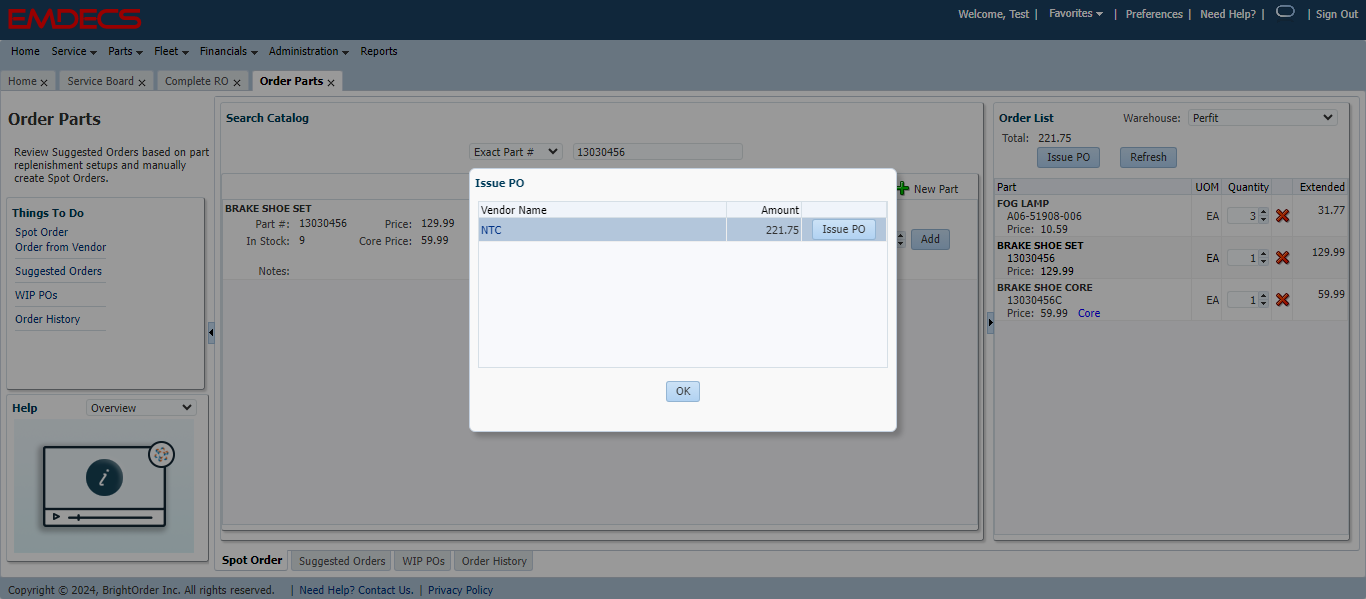 EMDECS
Welcome, Test | Favorites | Preferences | Need Help? | | Sign Out
Home Service Parts Fleet Financials Administration Reports
Home x Service Board x Complete RO x Order Parts x
Order Parts
Review Suggested Orders based on part
replenishment setups and manually
create Spot Orders.
Things To Do
Spot Order
Order from Vendor
Suggested Orders
WIP POs
Order History
Help Overview
i
Search Catalog
Exact Part # 13030456
New Part
BRAKE SHOE SET
Part #: 13030456 Price: 129.99
In Stock: 9 Core Price: 59.99
Add
Notes:
Issue PO
Vendor Name Amount
NTC 221.75 Issue PO
OK
Order List Warehouse: Perfit
Total: 221.75
Issue PO Refresh
Part UOM Quantity Extended
FOG LAMP
A06-51908-006 EA 3 31.77
Price: 10.59
BRAKE SHOE SET
13030456 EA 1 129.99
Price: 129.99
BRAKE SHOE CORE
13030456C EA 1 59.99
Price: 59.99 Core
Spot Order Suggested Orders WIP POs Order History
Copyright © 2024, BrightOrder Inc. All rights reserved. | Need Help? Contact Us. | Privacy Policy